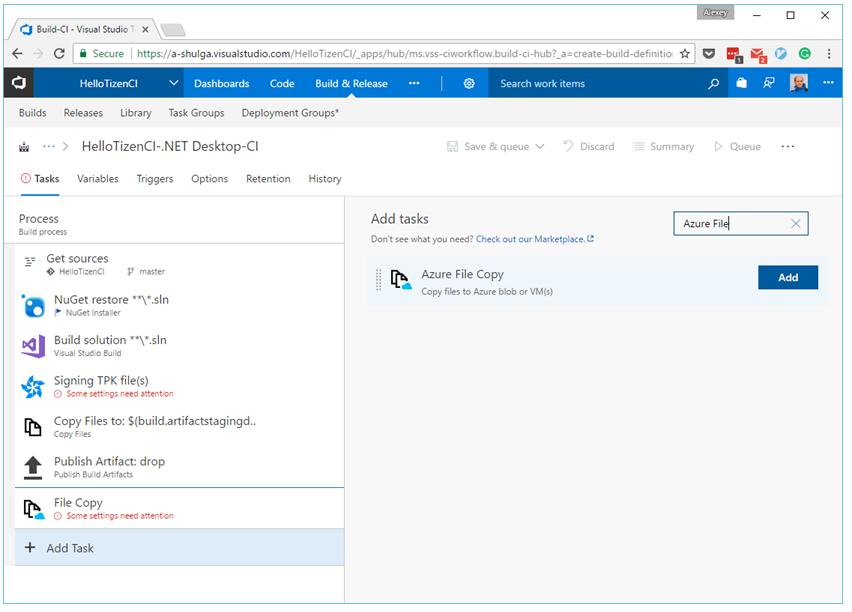 Alexey
Build-CI - Visual Studio T
Secure https://a-shulga.visualstudio.com/HelloTizenCI/_apps/hub/ms.vss-ciworkflow.build-ci-hub?_a=create-build-definition
1
2
HelloTizenCI Dashboards Code Build & Release ··· Search work items ···
Builds Releases Library Task Groups Deployment Groups*
··· > HelloTizenCI-.NET Desktop-CI Save & queue Discard Summary Queue ···
Tasks Variables Triggers Options Retention History
Process
Build process
Get sources
HelloTizenCI master
NuGet restore **\*.sln
NuGet Installer
Build solution **\*.sln
Visual Studio Build
Signing TPK file(s)
Some settings need attention
Copy Files to: $(build.artifactstagingd..
Copy Files
Publish Artifact: drop
Publish Build Artifacts
File Copy
Some settings need attention
+ Add Task
Add tasks
Azure File
Don't see what you need? Check out our Marketplace.
Azure File Copy
Copy files to Azure blob or VM(s)
Add